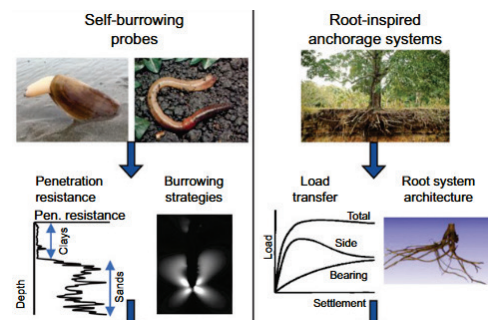 Self-burrowing
probes
Root-inspired
anchorage systems
Penetration
resistance
Burrowing
strategies
Pen. resistance
Clays
Sands
Depth
Load
transfer
Root system
architecture
Total
Side
Bearing
Load
Settlement